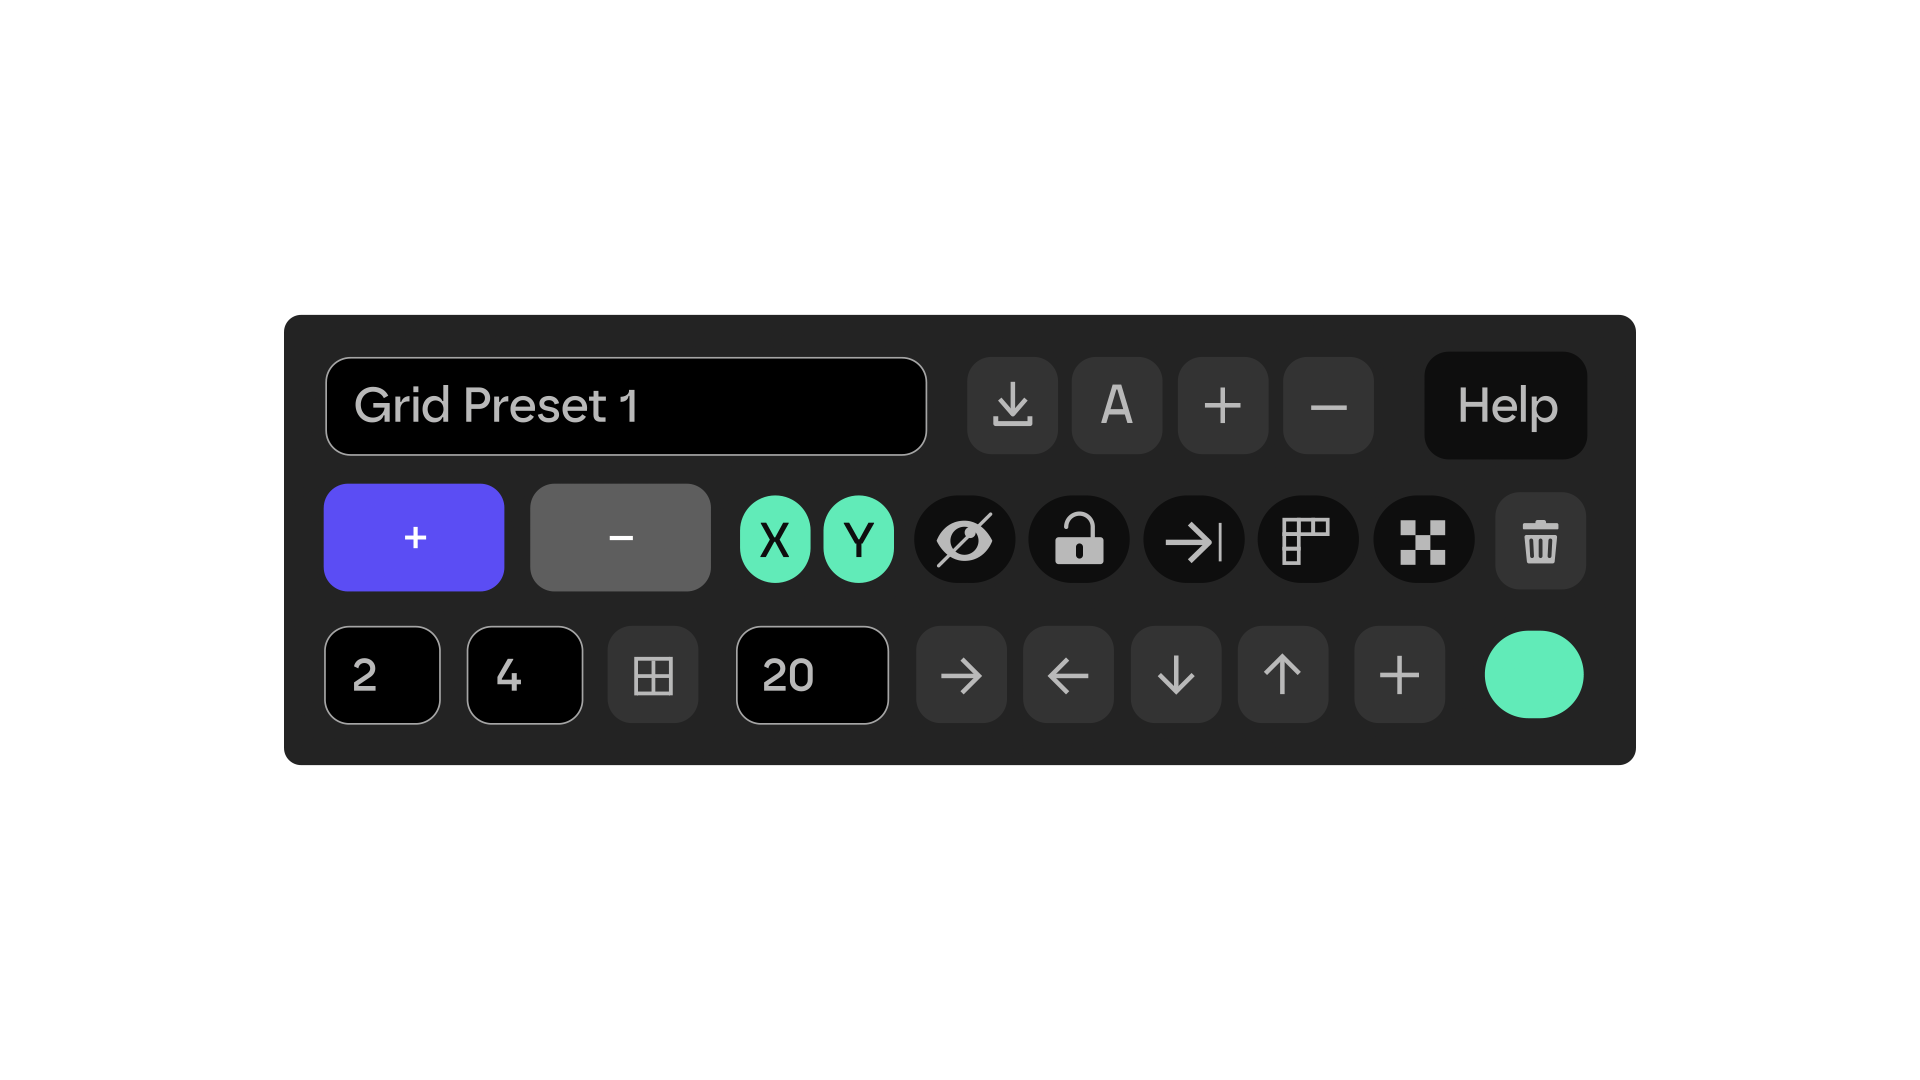 Grid Preset 1 A + − Help
+ − X Y
2 4 20 +